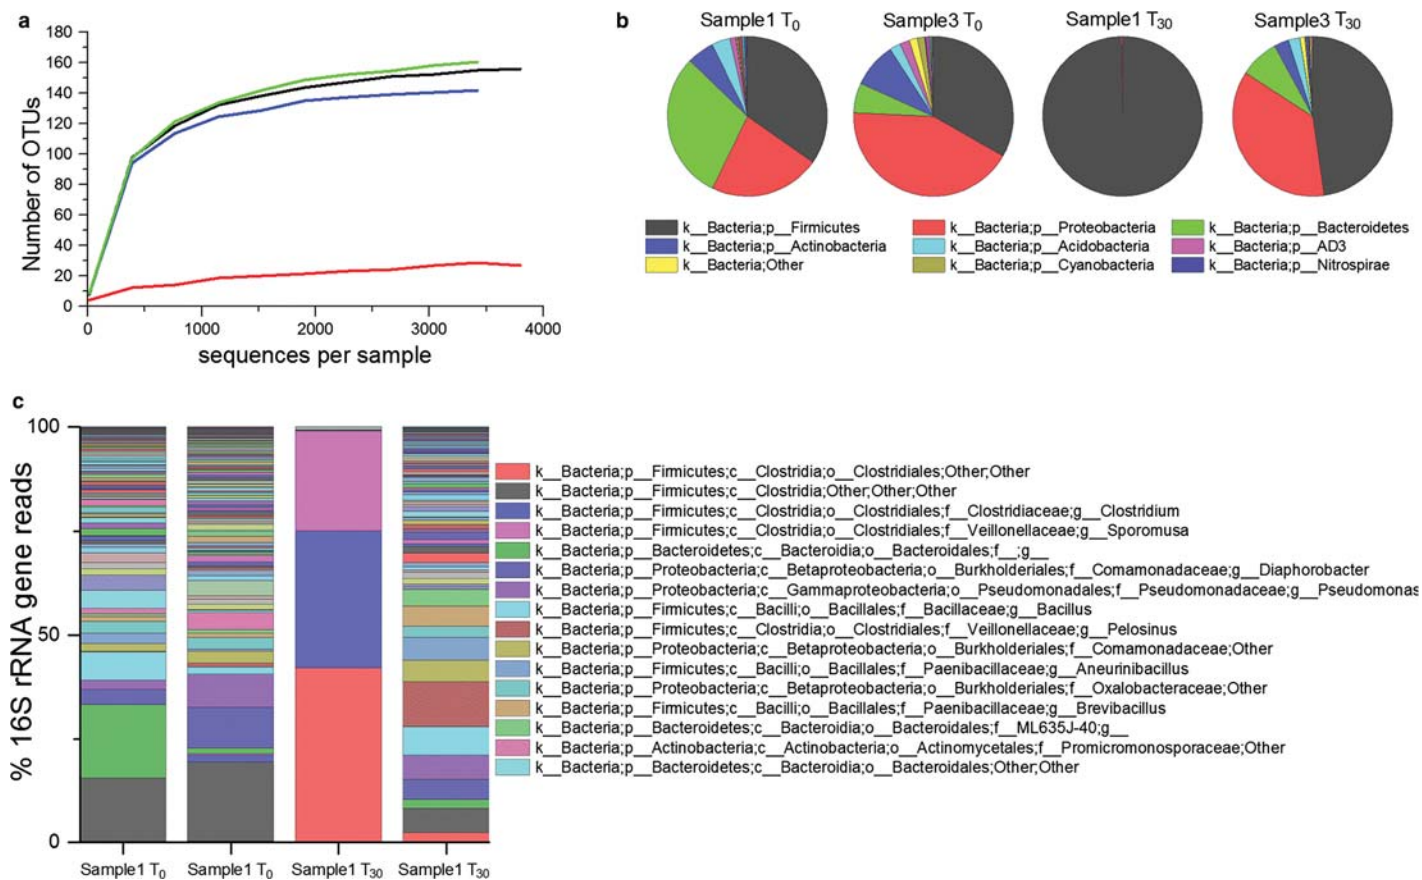 a
180
160
140
120
100
80
60
40
20
0
Number of OTUs
0 1000 2000 3000 4000
sequences per sample
b
Sample1 T0 Sample3 T0 Sample1 T30 Sample3 T30
k__Bacteria;p__Firmicutes k__Bacteria;p__Proteobacteria k__Bacteria;p__Bacteroidetes
k__Bacteria;p__Actinobacteria k__Bacteria;p__Acidobacteria k__Bacteria;p__AD3
k__Bacteria;Other k__Bacteria;p__Cyanobacteria k__Bacteria;p__Nitrospirae
c
100
50
0
% 16S rRNA gene reads
Sample1 T0 Sample1 T0 Sample1 T30 Sample1 T30
k__Bacteria;p__Firmicutes;c__Clostridia;o__Clostridiales;Other;Other
k__Bacteria;p__Firmicutes;c__Clostridia;Other;Other;Other
k__Bacteria;p__Firmicutes;c__Clostridia;o__Clostridiales;f__Clostridiaceae;g__Clostridium
k__Bacteria;p__Firmicutes;c__Clostridia;o__Clostridiales;f__Veillonellaceae;g__Sporomusa
k__Bacteria;p__Bacteroidetes;c__Bacteroidia;o__Bacteroidales;f__;g__
k__Bacteria;p__Proteobacteria;c__Betaproteobacteria;o__Burkholderiales;f__Comamonadaceae;g__Diaphorobacter
k__Bacteria;p__Proteobacteria;c__Gammaproteobacteria;o__Pseudomonadales;f__Pseudomonadaceae;g__Pseudomonas
k__Bacteria;p__Firmicutes;c__Bacilli;o__Bacillales;f__Bacillaceae;g__Bacillus
k__Bacteria;p__Firmicutes;c__Clostridia;o__Clostridiales;f__Veillonellaceae;g__Pelosinus
k__Bacteria;p__Proteobacteria;c__Betaproteobacteria;o__Burkholderiales;f__Comamonadaceae;Other
k__Bacteria;p__Firmicutes;c__Bacilli;o__Bacillales;f__Paenibacillaceae;g__Aneurinibacillus
k__Bacteria;p__Proteobacteria;c__Betaproteobacteria;o__Burkholderiales;f__Oxalobacteraceae;Other
k__Bacteria;p__Firmicutes;c__Bacilli;o__Bacillales;f__Paenibacillaceae;g__Brevibacillus
k__Bacteria;p__Bacteroidetes;c__Bacteroidia;o__Bacteroidales;f__ML635J-40;g__
k__Bacteria;p__Actinobacteria;c__Actinobacteria;o__Actinomycetales;f__Promicromonosporaceae;Other
k__Bacteria;p__Bacteroidetes;c__Bacteroidia;o__Bacteroidales;Other;Other